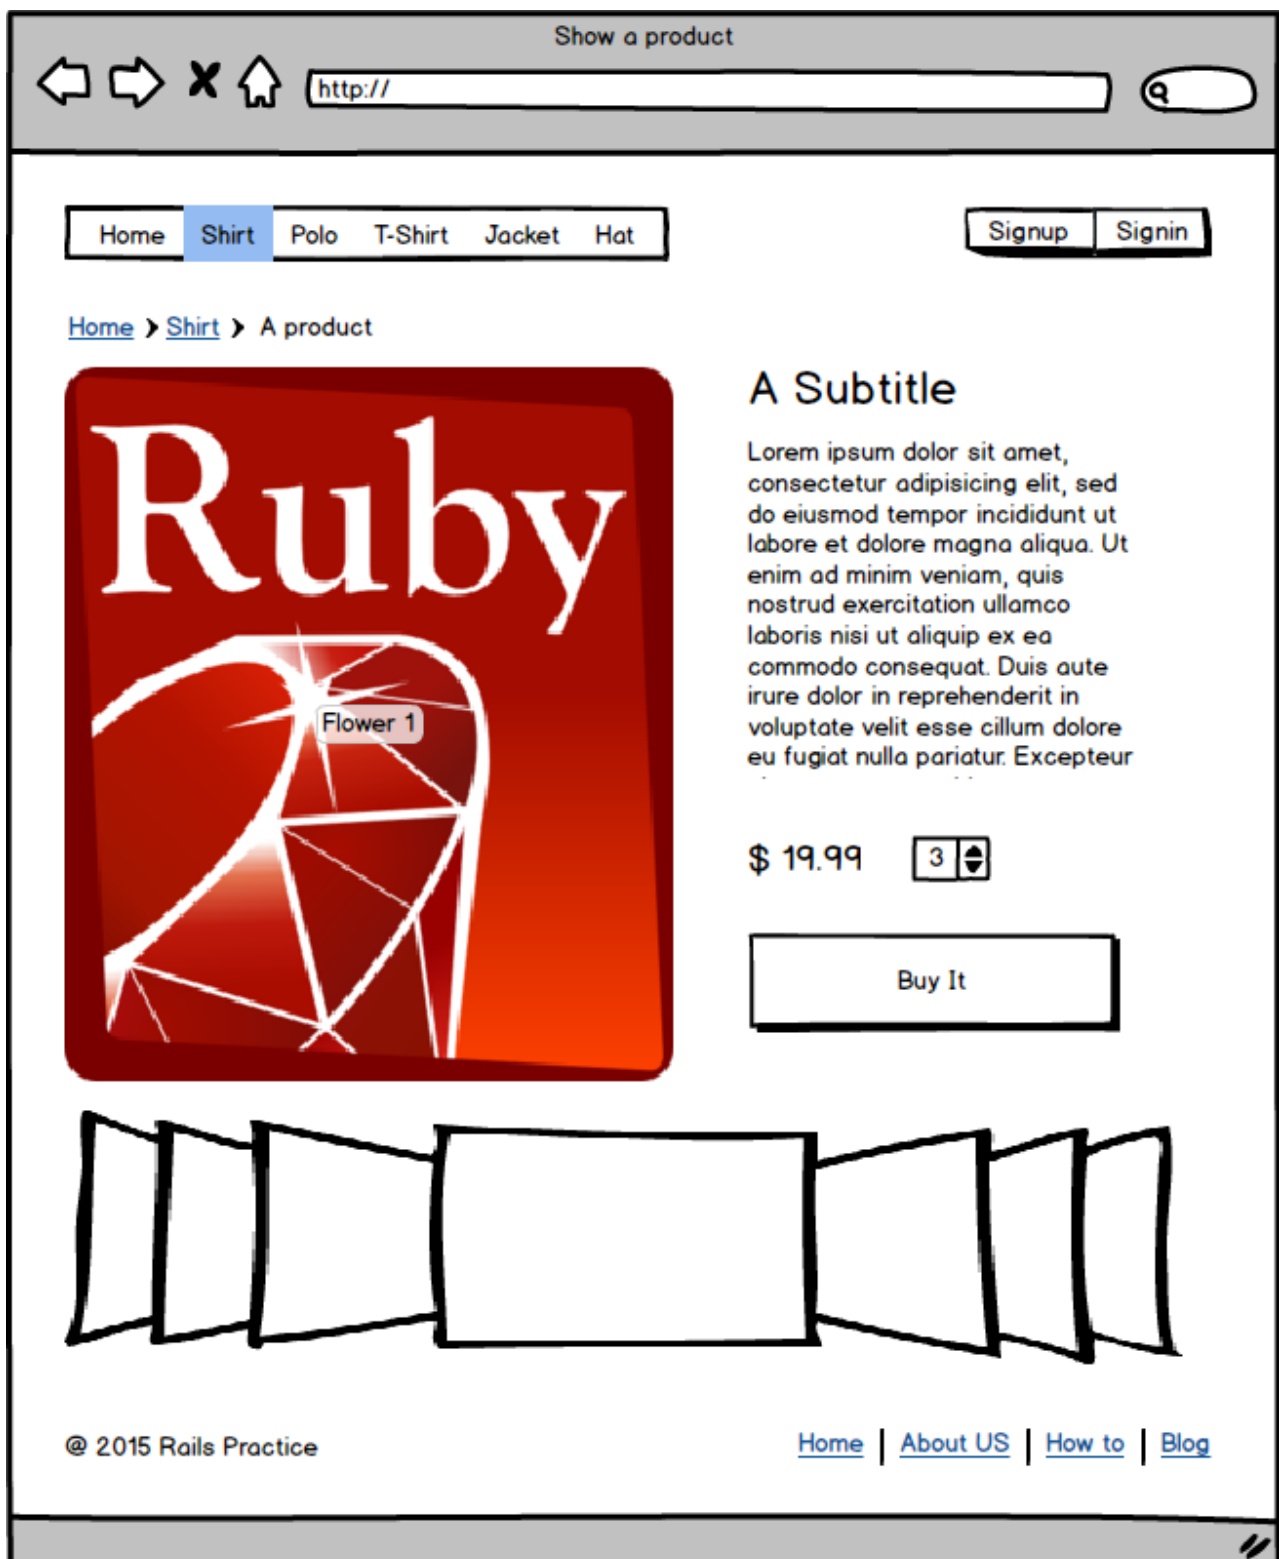 Show a product
http://
Home Shirt Polo T-Shirt Jacket Hat
Signup Signin
Home Shirt A product
Ruby
Flower 1
A Subtitle
Lorem ipsum dolor sit amet,
consectetur adipisicing elit, sed
do eiusmod tempor incididunt ut
labore et dolore magna aliqua. Ut
enim ad minim veniam, quis
nostrud exercitation ullamco
laboris nisi ut aliquip ex ea
commodo consequat. Duis aute
irure dolor in reprehenderit in
voluptate velit esse cillum dolore
eu fugiat nulla pariatur. Excepteur
$ 19.99 3
Buy It
@ 2015 Rails Practice
Home | About US | How to | Blog